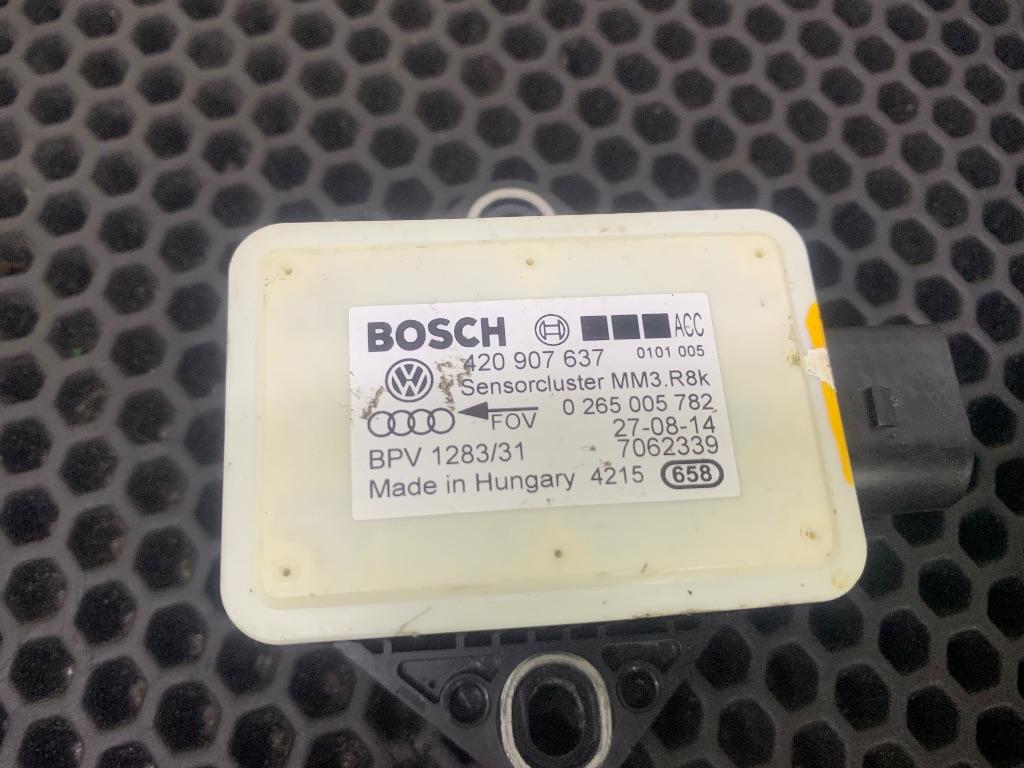 BOSCH AGC
420 907 637 0101 005
Sensorcluster MM3.R8k
0 265 005 782
FOV 27-08-14
BPV 1283/31 7062339
Made in Hungary 4215 658